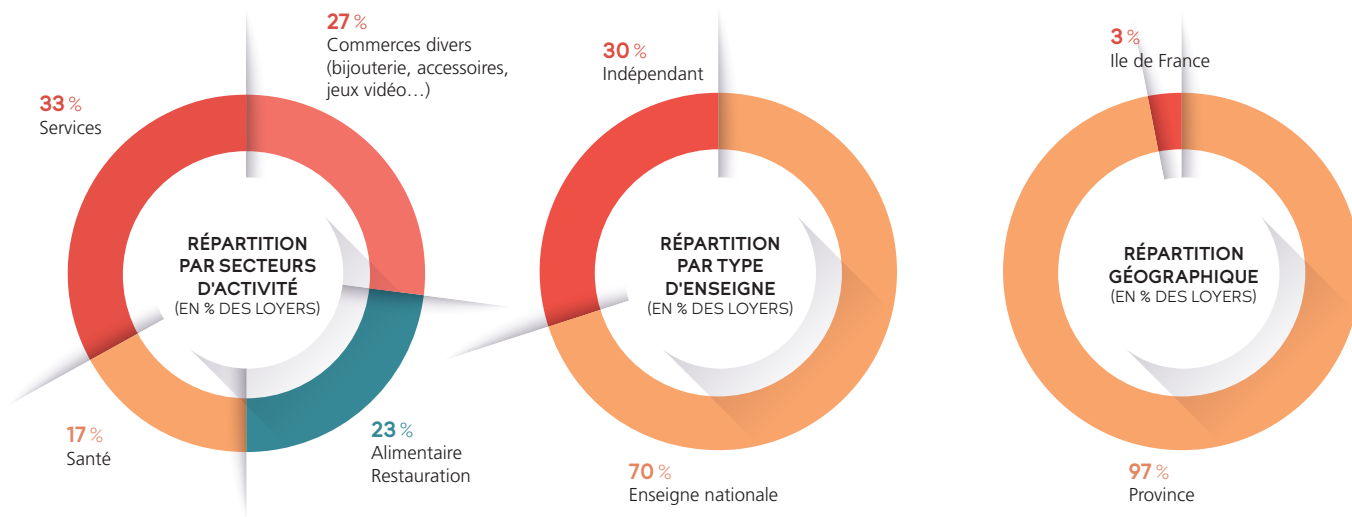 27 %
Commerces divers
(bijouterie, accessoires,
jeux vidéo…)
33 %
Services
RÉPARTITION
PAR SECTEURS
D'ACTIVITÉ
(EN % DES LOYERS)
17 %
Santé
23 %
Alimentaire
Restauration
30 %
Indépendant
RÉPARTITION
PAR TYPE
D'ENSEIGNE
(EN % DES LOYERS)
70 %
Enseigne nationale
3 %
Ile de France
RÉPARTITION
GÉOGRAPHIQUE
(EN % DES LOYERS)
97 %
Province